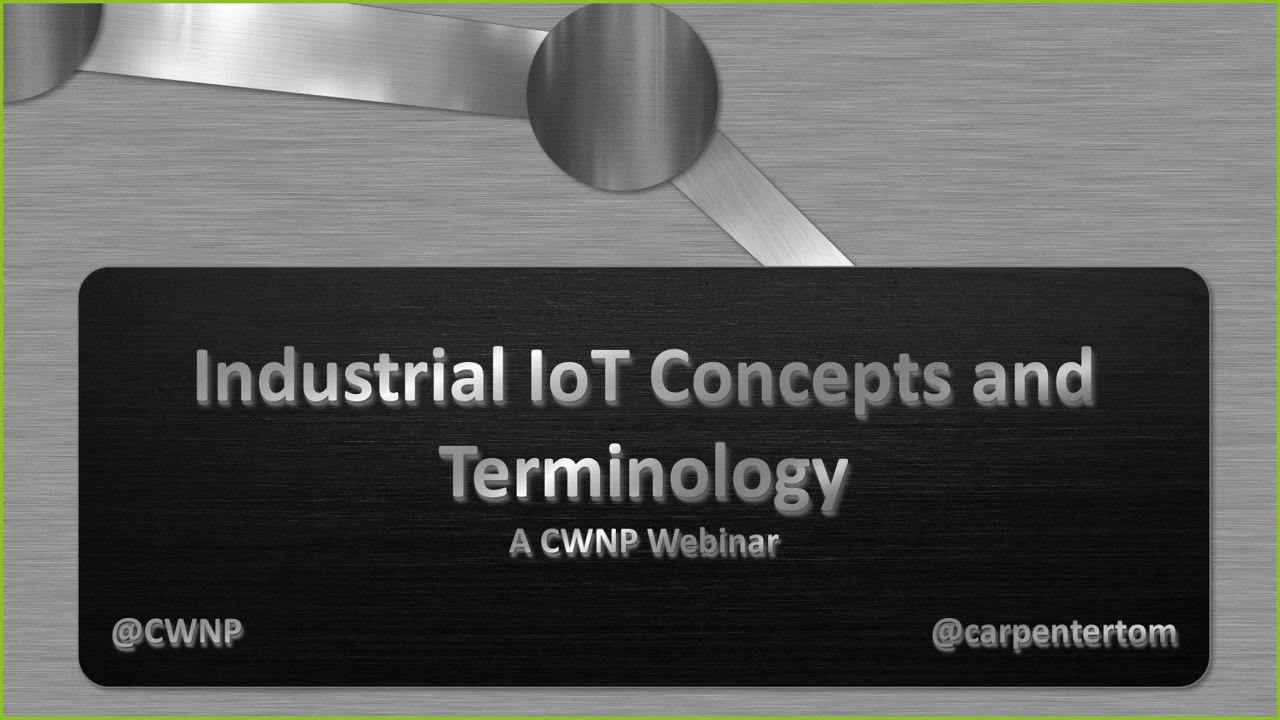 Industrial IoT Concepts and
Terminology
A CWNP Webinar
@CWNP
@carpentertom